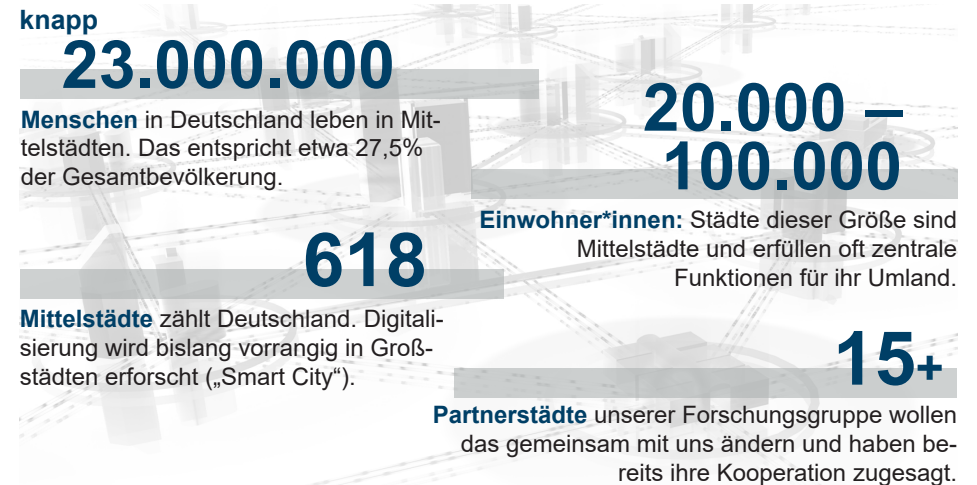 knapp
23.000.000
Menschen in Deutschland leben in Mit-
telstädten. Das entspricht etwa 27,5%
der Gesamtbevölkerung.
20.000 –
100.000
Einwohner*innen: Städte dieser Größe sind
Mittelstädte und erfüllen oft zentrale
Funktionen für ihr Umland.
618
Mittelstädte zählt Deutschland. Digitali-
sierung wird bislang vorrangig in Groß-
städten erforscht („Smart City“).
15+
Partnerstädte unserer Forschungsgruppe wollen
das gemeinsam mit uns ändern und haben be-
reits ihre Kooperation zugesagt.